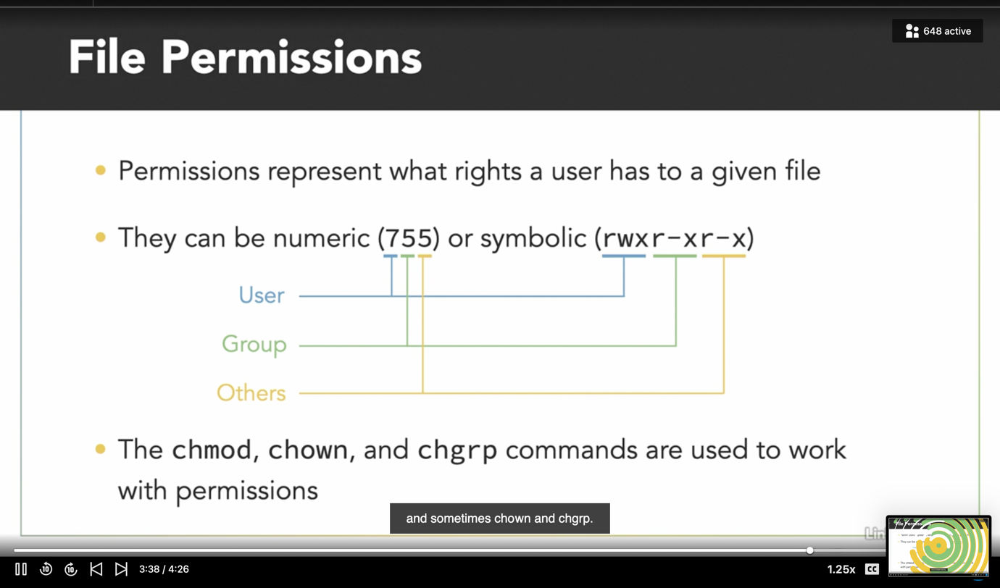 File Permissions
648 active
Permissions represent what rights a user has to a given file
They can be numeric (755) or symbolic (rwxr-xr-x)
User
Group
Others
The chmod, chown, and chgrp commands are used to work
with permissions
and sometimes chown and chgrp.
10
10
3:38 / 4:26
1.25x
CC